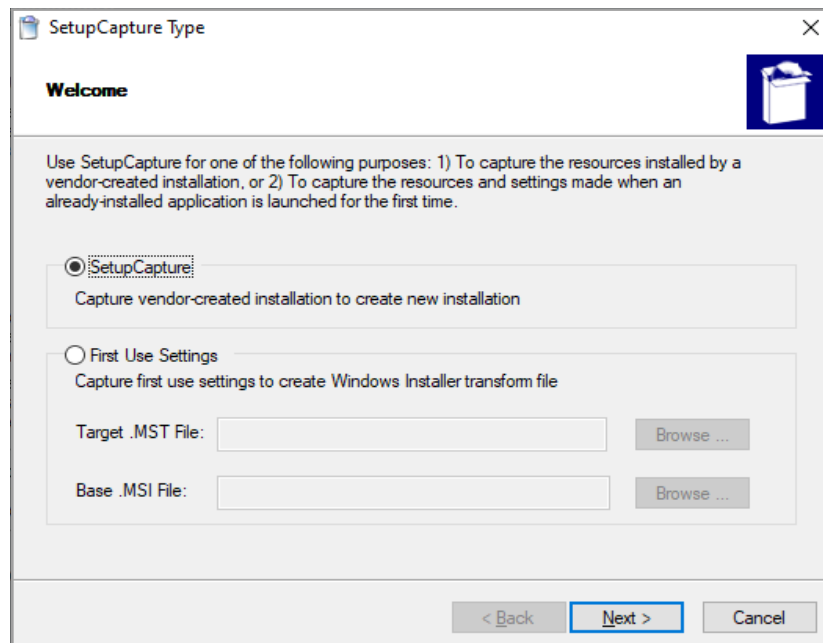 SetupCapture Type
Welcome
Use SetupCapture for one of the following purposes: 1) To capture the resources installed by a
vendor-created installation, or 2) To capture the resources and settings made when an
already-installed application is launched for the first time.
SetupCapture
Capture vendor-created installation to create new installation
First Use Settings
Capture first use settings to create Windows Installer transform file
Target .MST File:
Browse ...
Base .MSI File:
Browse ...
< Back
Next >
Cancel